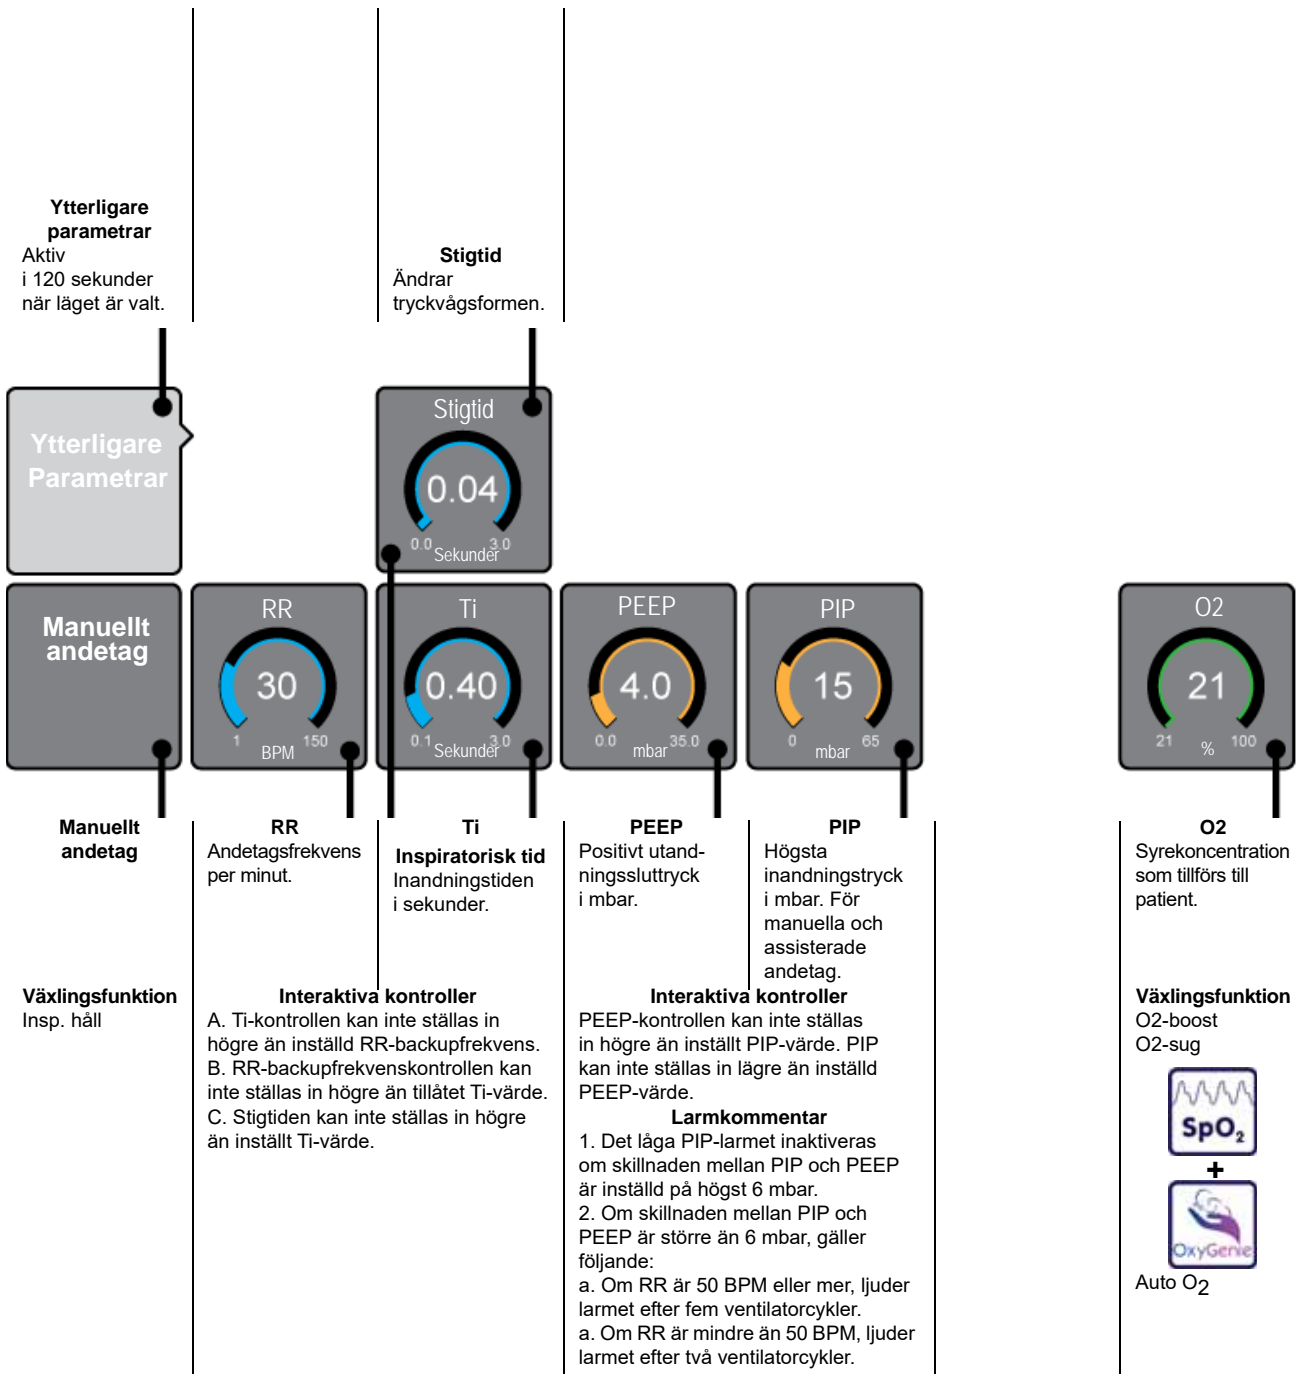 Ytterligare
parametrar
Aktiv
i 120 sekunder
när läget är valt.
Stigtid
Ändrar
tryckvågsformen.
Ytterligare
Parametrar
Stigtid
0.04
0.0
3.0
Sekunder
Manuellt
andetag
RR
30
1
150
BPM
Ti
0.40
0.1
3.0
Sekunder
PEEP
4.0
0.0
35.0
mbar
PIP
15
0
65
mbar
O2
21
21
100
%
Manuellt
andetag
RR
Andetagsfrekvens
per minut.
Ti
Inspiratorisk tid
Inandningstiden
i sekunder.
PEEP
Positivt utand-
ningssluttryck
i mbar.
PIP
Högsta
inandningstryck
i mbar. För
manuella och
assisterade
andetag.
O2
Syrekoncentration
som tillförs till
patient.
Växlingsfunktion
Insp. håll
Interaktiva kontroller
A. Ti-kontrollen kan inte ställas in
högre än inställd RR-backupfrekvens.
B. RR-backupfrekvenskontrollen kan
inte ställas in högre än tillåtet Ti-värde.
C. Stigtiden kan inte ställas in högre
än inställt Ti-värde.
Interaktiva kontroller
PEEP-kontrollen kan inte ställas
in högre än inställt PIP-värde. PIP
kan inte ställas in lägre än inställd
PEEP-värde.
Larmkommentar
1. Det låga PIP-larmet inaktiveras
om skillnaden mellan PIP och PEEP
är inställd på högst 6 mbar.
2. Om skillnaden mellan PIP och
PEEP är större än 6 mbar, gäller
följande:
a. Om RR är 50 BPM eller mer, ljuder
larmet efter fem ventilatorcykler.
a. Om RR är mindre än 50 BPM, ljuder
larmet efter två ventilatorcykler.
Växlingsfunktion
O2-boost
O2-sug
SpO2
+
OxyGenie
Auto O2